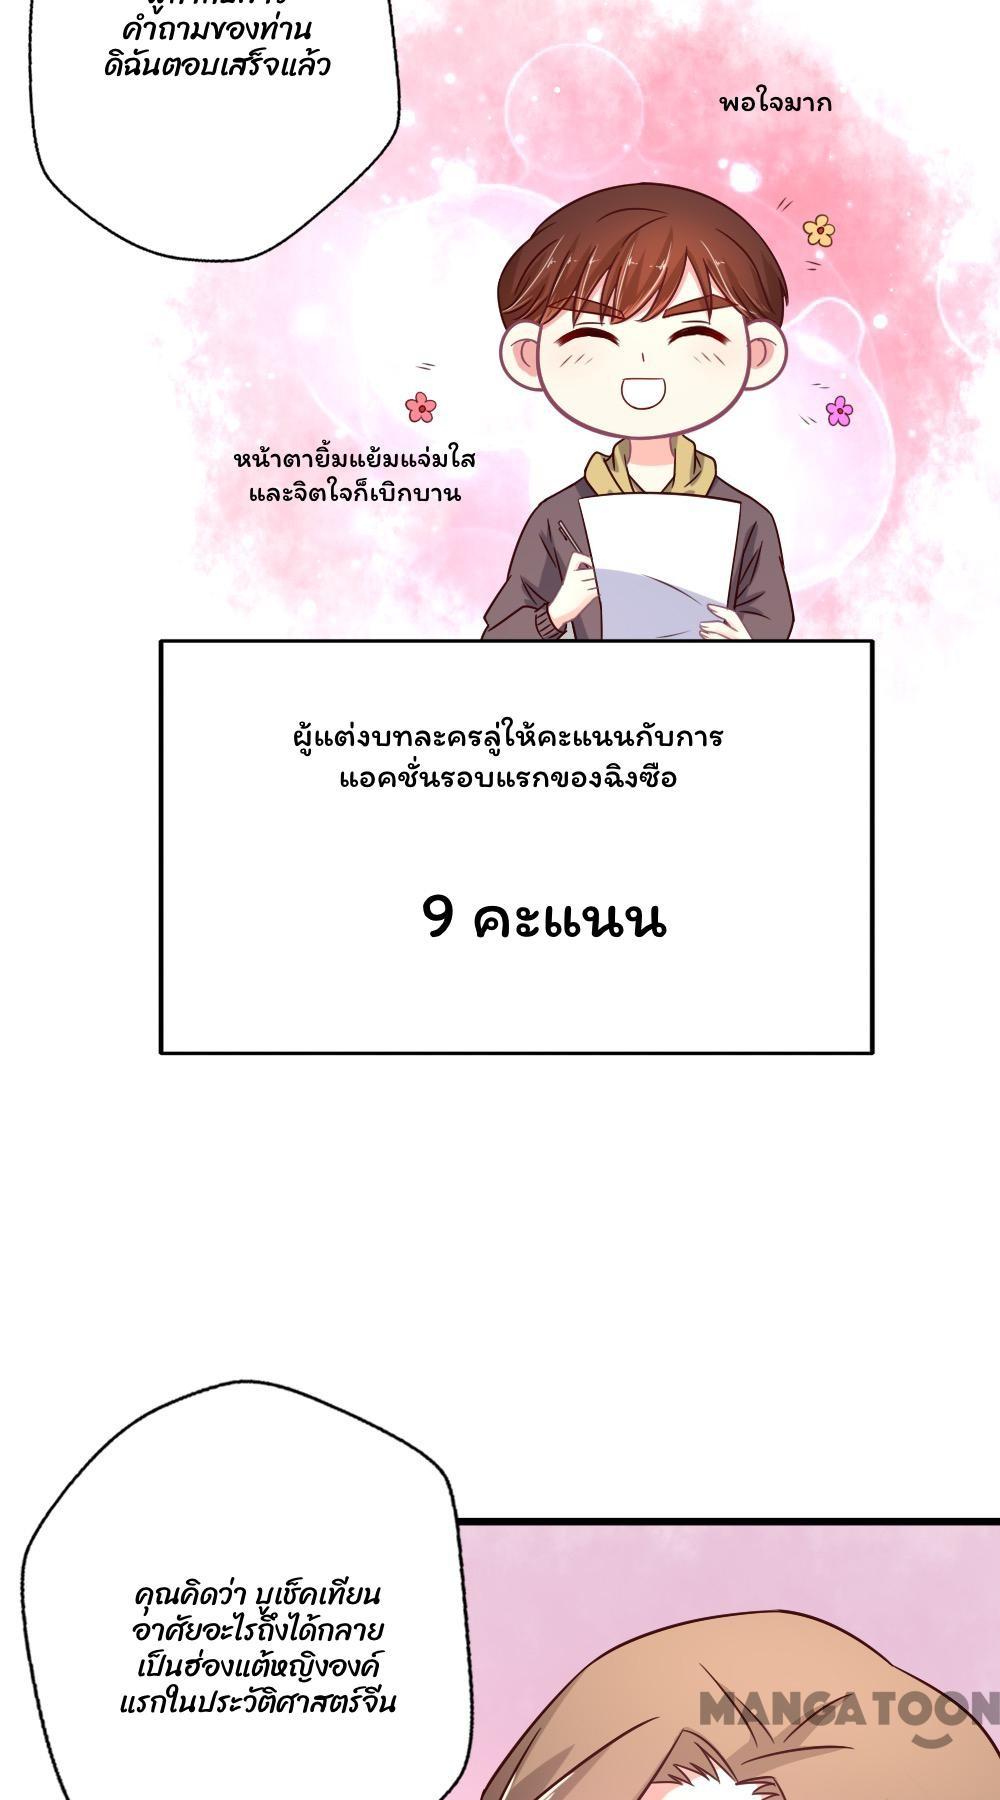 คำถามของท่าน
ดิฉันตอบเสร็จแล้ว
พอใจมาก
หน้าตายิ้มแย้มแจ่มใส
และจิตใจก็เบิกบาน
ผู้แต่งบทละครลู่ให้คะแนนกับการ
แอคชั่นรอบแรกของฉิงซือ
9 คะแนน
คุณคิดว่า บูเช็คเทียน
อาศัยอะไรถึงได้กลาย
เป็นฮ่องแต้หญิงองค์
แรกในประวัติศาสตร์จีน
MANGATOON